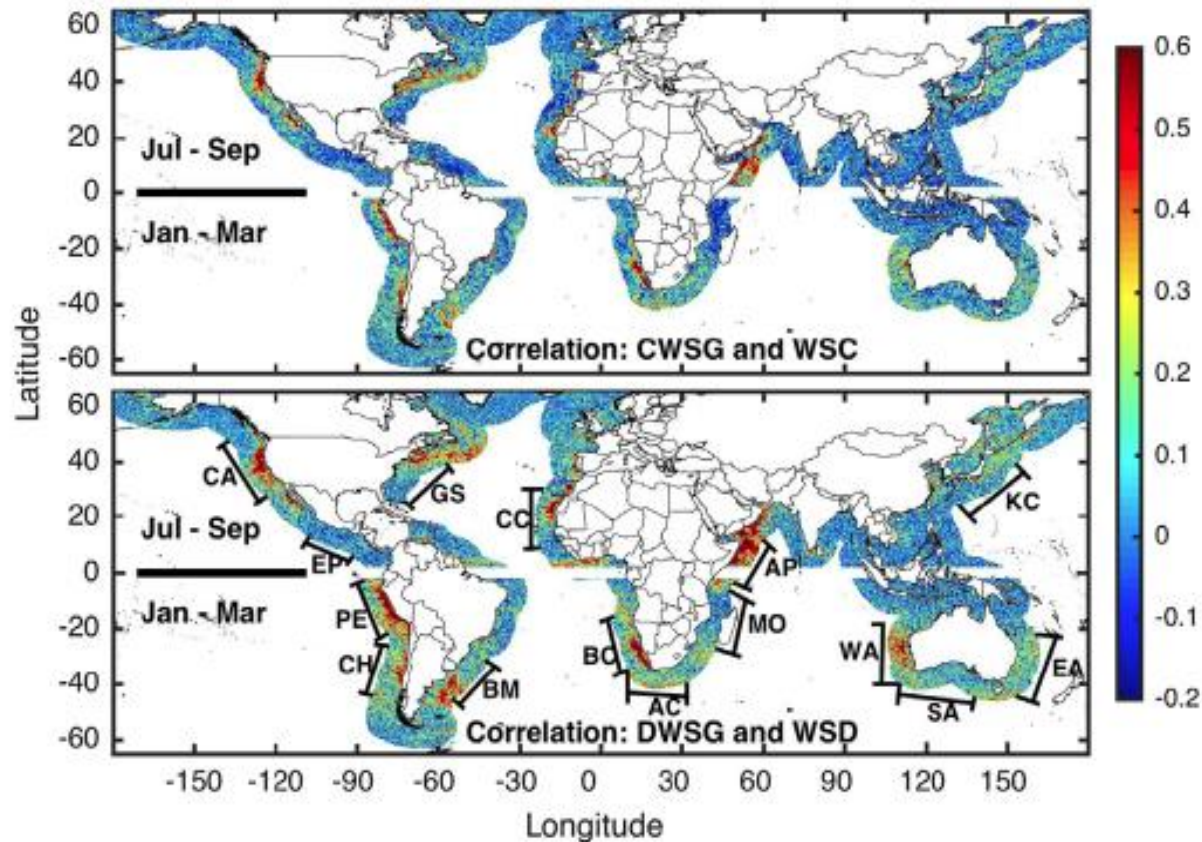 60
40
20
0
-20
-40
-60
Jul - Sep
Jan - Mar
Correlation: CWSG and WSC
0.6
0.5
0.4
0.3
0.2
0.1
0
-0.1
-0.2
Latitude
60
40
20
0
-20
-40
-60
CA
GS
CC
KC
Jul - Sep
EP
AP
Jan - Mar
PE
MO
CH
BM
BC
WA
EA
AC
SA
Correlation: DWSG and WSD
-150 -120 -90 -60 -30 0 30 60 90 120 150
Longitude